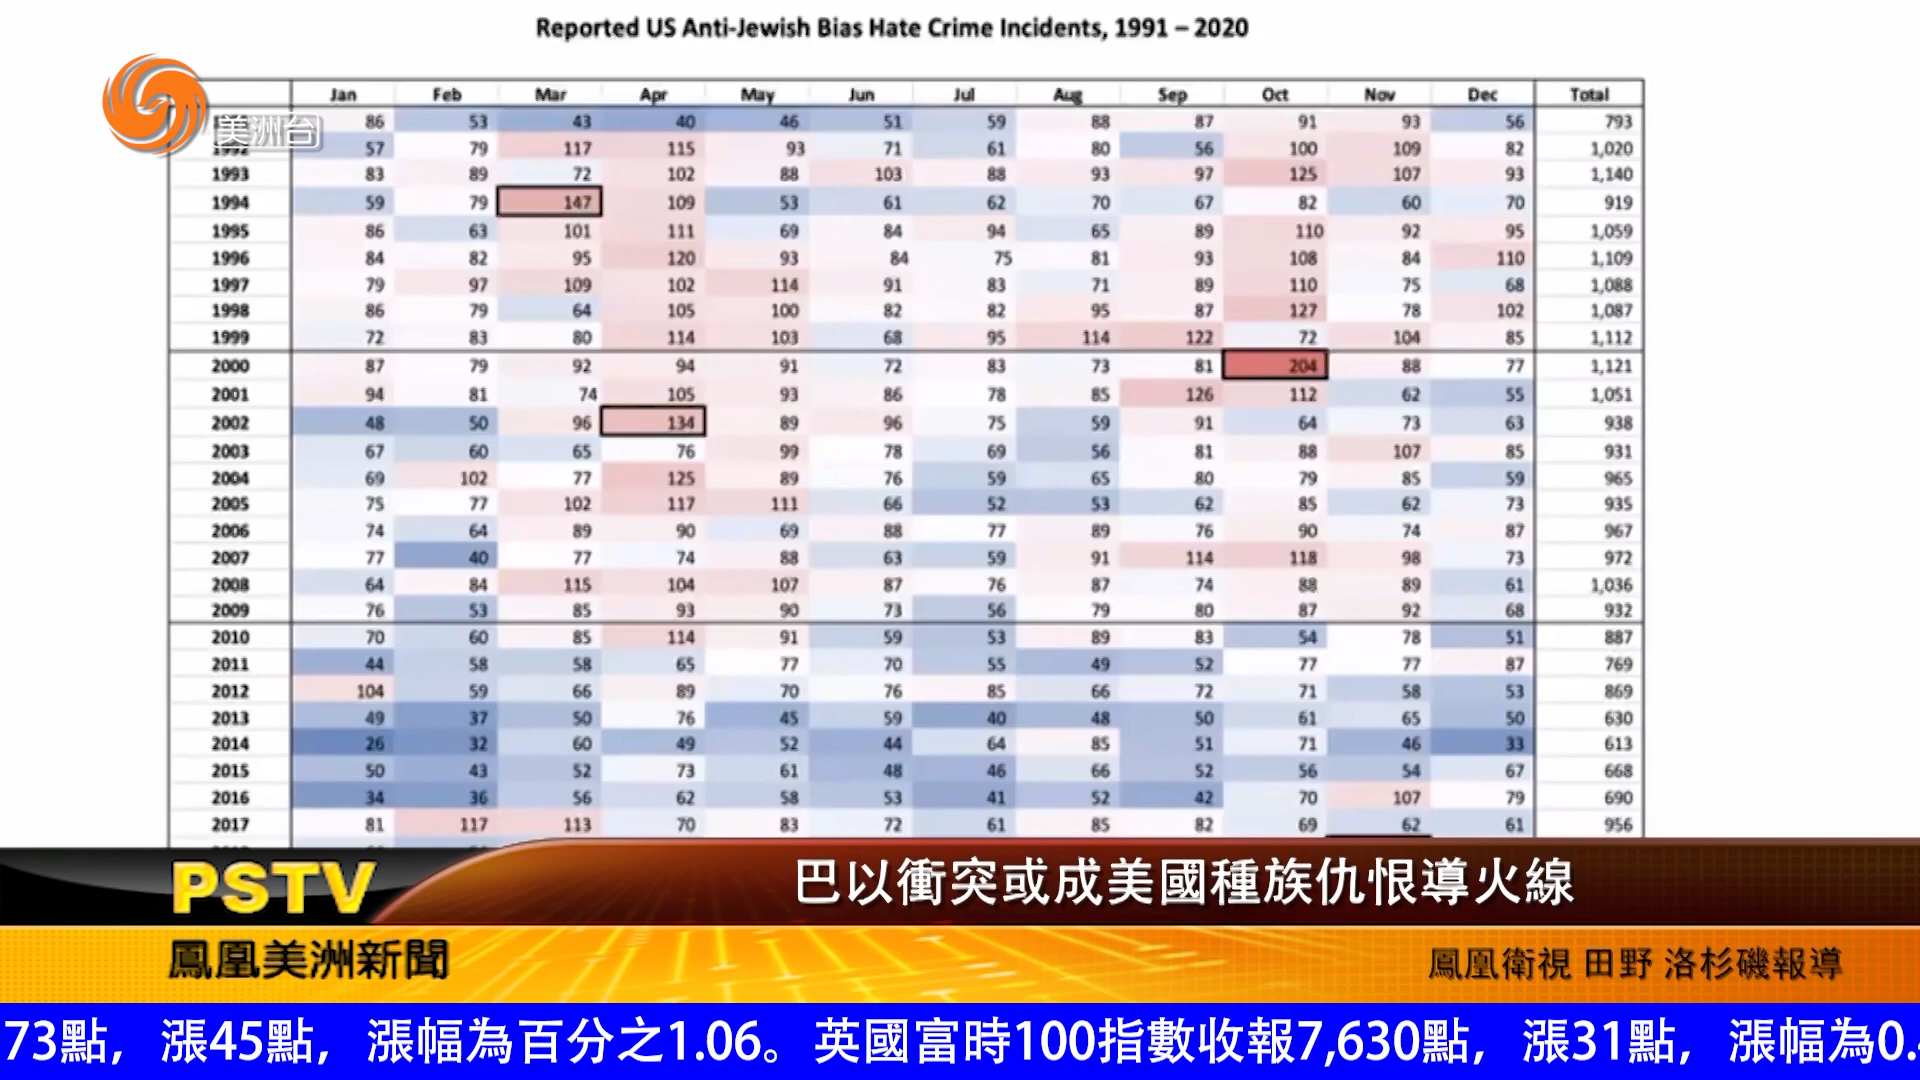 Reported US Anti-Jewish Bias Hate Crime Incidents, 1991 – 2020
Jan Feb Mar Apr May Jun Jul Aug Sep Oct Nov Dec Total
86 53 43 40 46 51 59 88 87 91 93 56 793
美洲台
1992 57 79 117 115 93 71 61 80 56 100 109 82 1,020
1993 83 89 72 102 88 103 88 93 97 125 107 93 1,140
1994 59 79 147 109 53 61 62 70 67 82 60 70 919
1995 86 63 101 111 69 84 94 65 89 110 92 95 1,059
1996 84 82 95 120 93 84 75 81 93 108 84 110 1,109
1997 79 97 109 102 114 91 83 71 89 110 75 68 1,088
1998 86 79 64 105 100 82 82 95 87 127 78 102 1,087
1999 72 83 80 114 103 68 95 114 122 72 104 85 1,112
2000 87 79 92 94 91 72 83 73 81 204 88 77 1,121
2001 94 81 74 105 93 86 78 85 126 112 62 55 1,051
2002 48 50 96 134 89 96 75 59 91 64 73 63 938
2003 67 60 65 76 99 78 69 56 81 88 107 85 931
2004 69 102 77 125 89 76 59 65 80 79 85 59 965
2005 75 77 102 117 111 66 52 53 62 85 62 73 935
2006 74 64 89 90 69 88 77 89 76 90 74 87 967
2007 77 40 77 74 88 63 59 91 114 118 98 73 972
2008 64 84 115 104 107 87 76 87 74 88 89 61 1,036
2009 76 53 85 93 90 73 56 79 80 87 92 68 932
2010 70 60 85 114 91 59 53 89 83 54 78 51 887
2011 44 58 58 65 77 70 55 49 52 77 77 87 769
2012 104 59 66 89 70 76 85 66 72 71 58 53 869
2013 49 37 50 76 45 59 40 48 50 61 65 50 630
2014 26 32 60 49 52 44 64 85 51 71 46 33 613
2015 50 43 52 73 61 48 46 66 52 56 54 67 668
2016 34 36 56 62 58 53 41 52 42 70 107 79 690
2017 81 117 113 70 83 72 61 85 82 69 62 61 956
PSTV
巴以衝突或成美國種族仇恨導火線
鳳凰美洲新聞
鳳凰衛視 田野 洛杉磯報導
73點，漲45點，漲幅為百分之1.06。英國富時100指數收報7,630點，漲31點，漲幅為0.